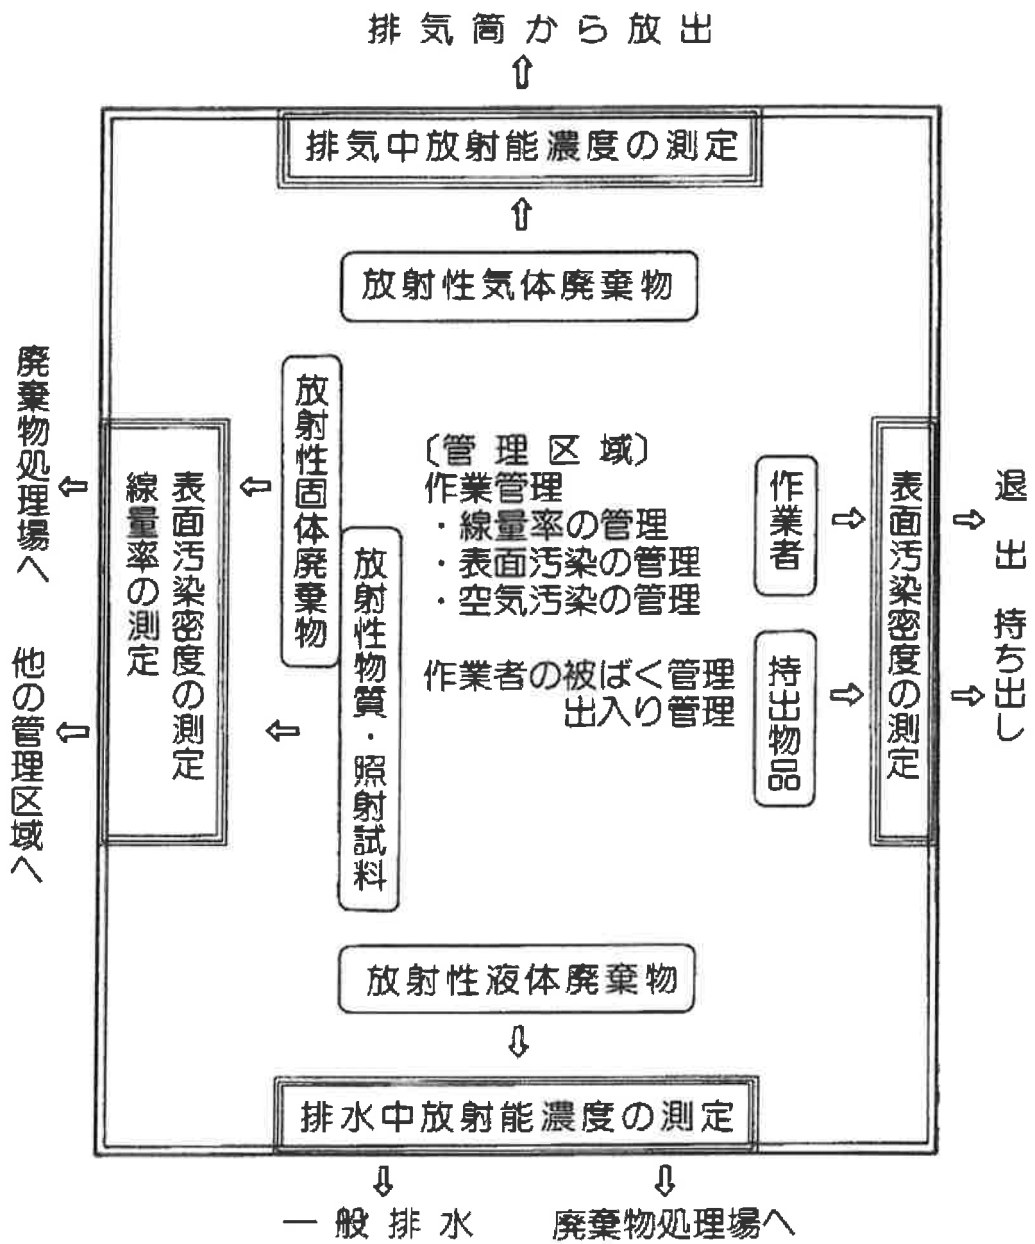 排気筒から放出
排気中放射能濃度の測定
放射性気体廃棄物
廃棄物処理場へ
他の管理区域へ
表面汚染密度の測定
線量率の測定
放射性固体廃棄物
放射性物質・照射試料
〔管理区域〕
作業管理
・線量率の管理
・表面汚染の管理
・空気汚染の管理
作業者の被ばく管理
出入り管理
作業者
持出物品
表面汚染密度の測定
退出
持ち出し
放射性液体廃棄物
排水中放射能濃度の測定
一般排水
廃棄物処理場へ